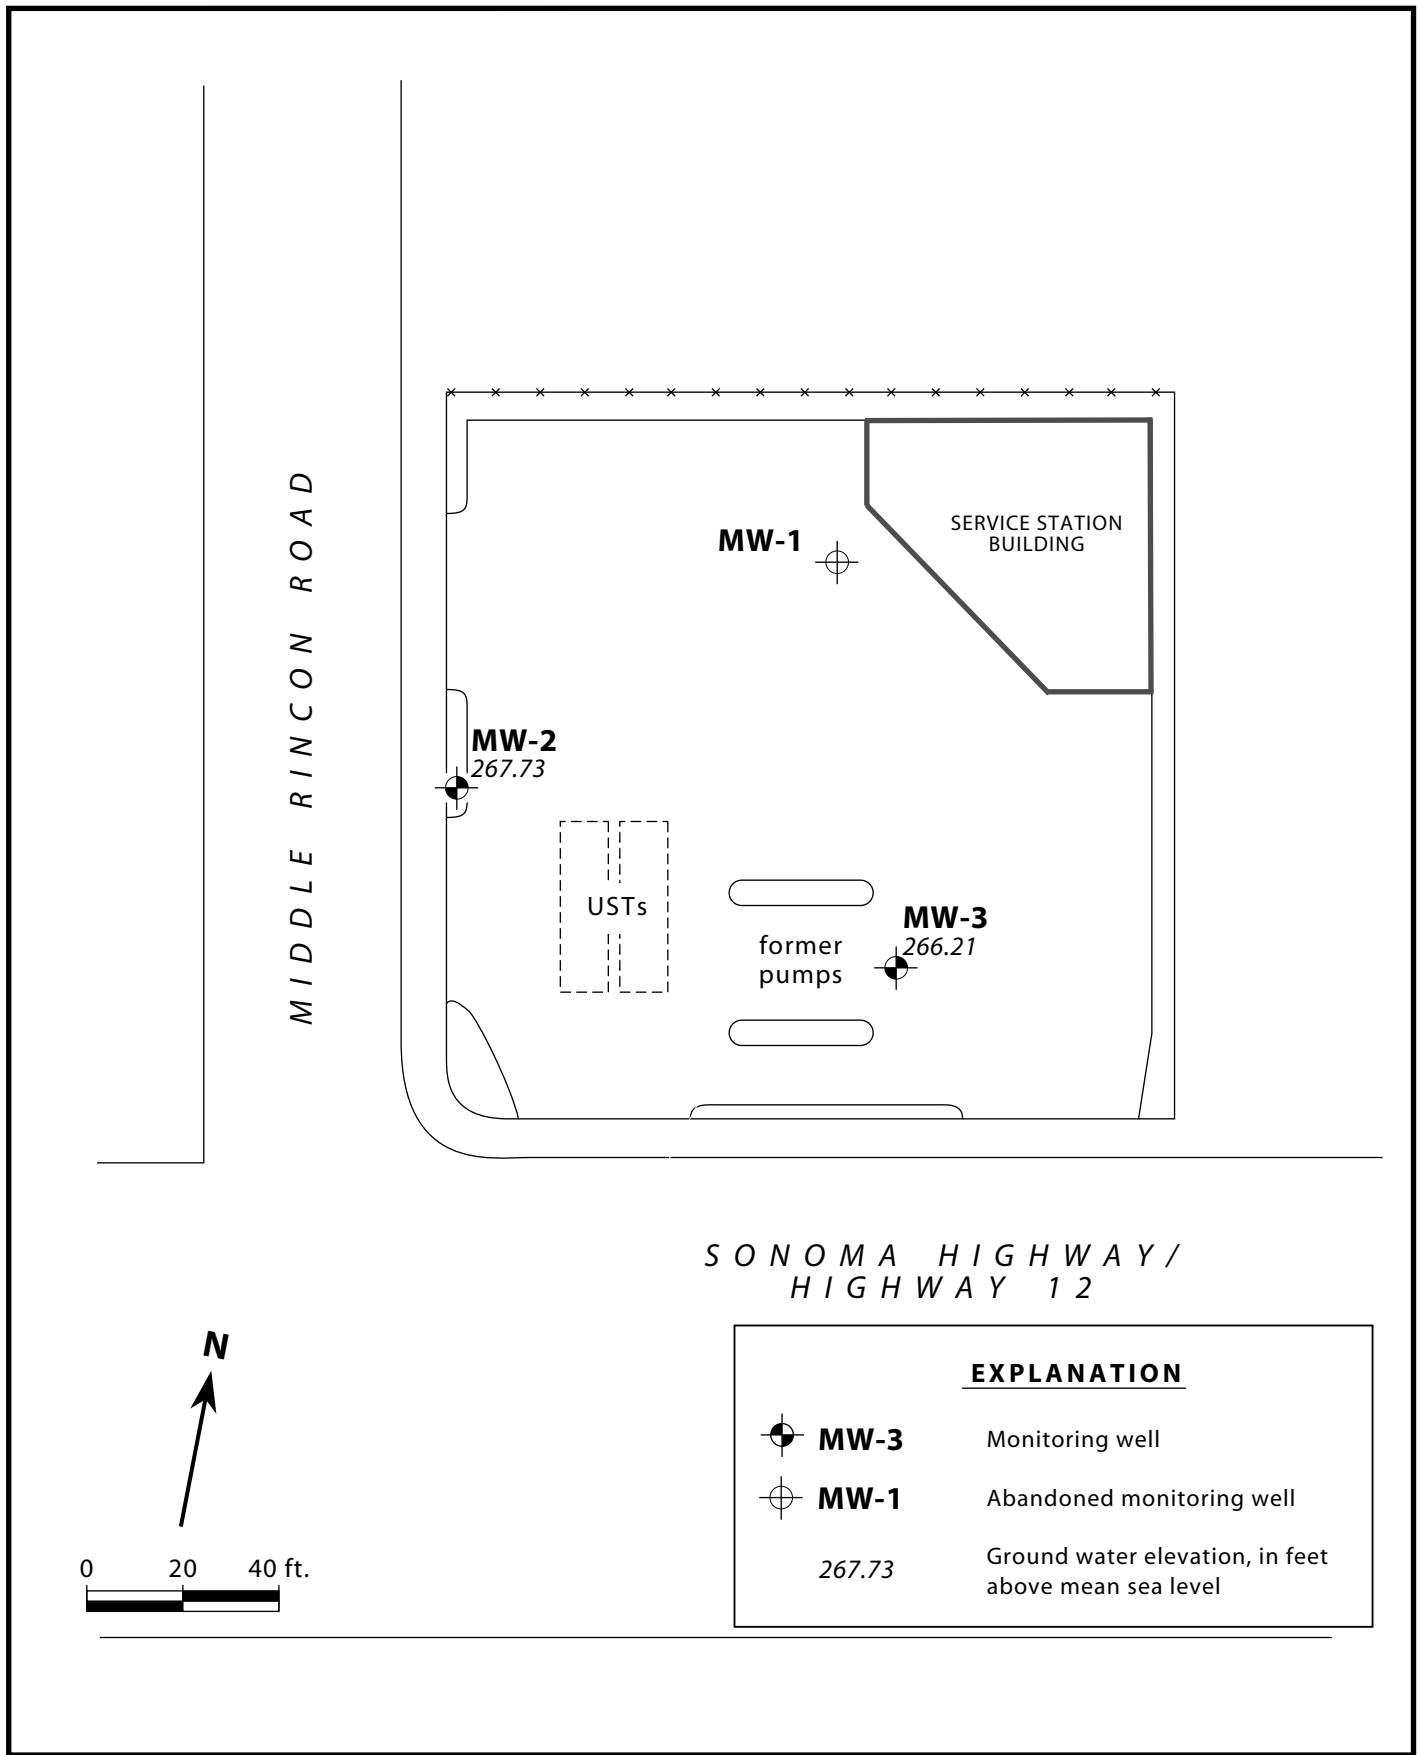 SERVICE STATION
BUILDING
MW-1
MIDDLE RINCON ROAD
MW-2
267.73
USTs
MW-3
266.21
former
pumps
SONOMA HIGHWAY/
HIGHWAY 12
N
0 20 40 ft.
EXPLANATION
MW-3 Monitoring well
MW-1 Abandoned monitoring well
267.73 Ground water elevation, in feet
above mean sea level